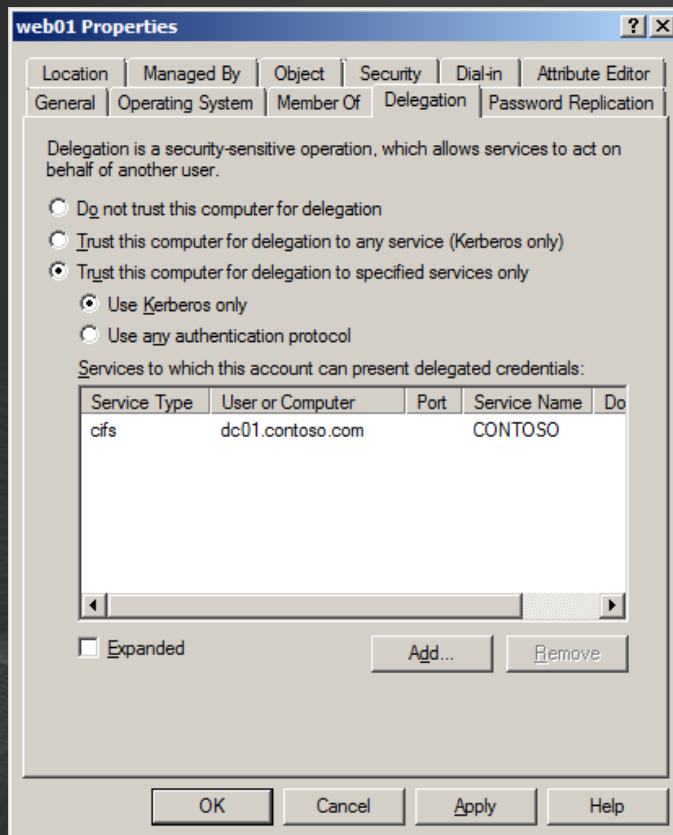 web01 Properties
Location Managed By Object Security Dial-in Attribute Editor
General Operating System Member Of Delegation Password Replication
Delegation is a security-sensitive operation, which allows services to act on
behalf of another user.
Do not trust this computer for delegation
Trust this computer for delegation to any service (Kerberos only)
Trust this computer for delegation to specified services only
Use Kerberos only
Use any authentication protocol
Services to which this account can present delegated credentials:
Service Type User or Computer Port Service Name Do
cifs dc01.contoso.com CONTOSO
Expanded Add... Remove
OK Cancel Apply Help